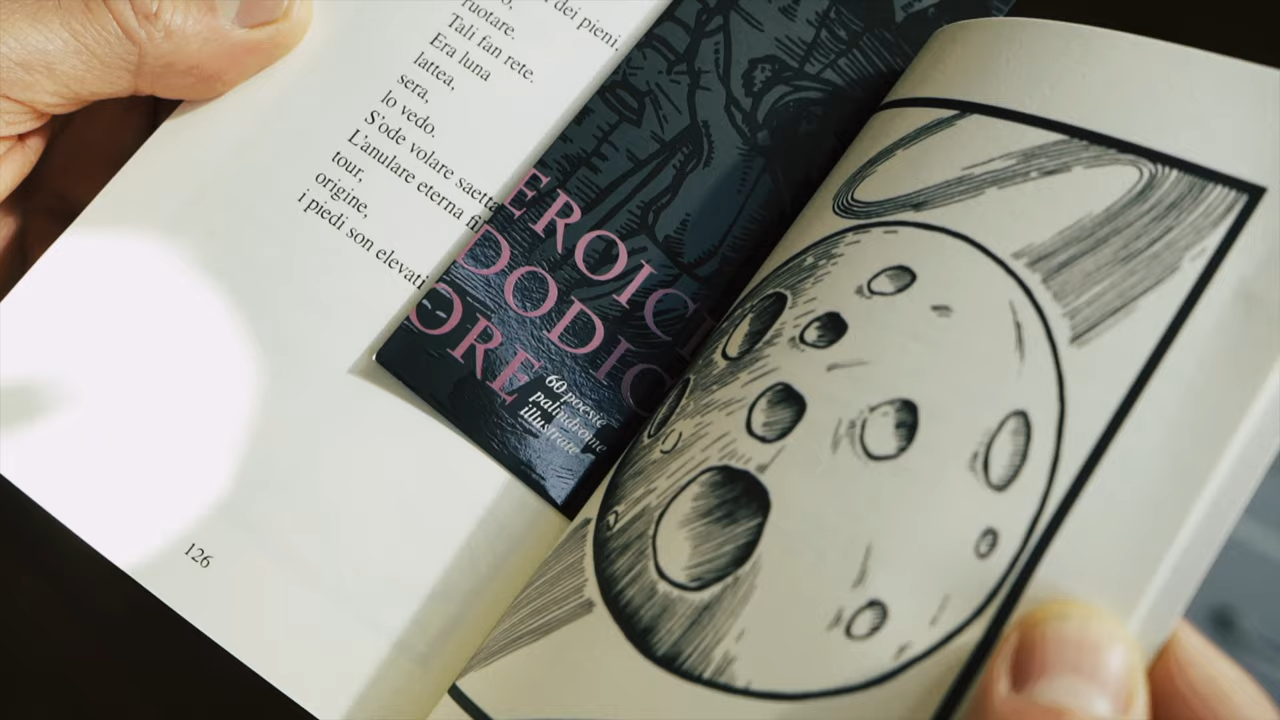 dei pieni,
ruotare.
Tali fan rete.
Era luna
lattea,
sera,
lo vedo.
S'ode volare saetta
L'anulare eterna
tour,
origine,
i piedi son elevati
126
EROICI
DODIC
ORE
60 poesie
palindrome
illustrate